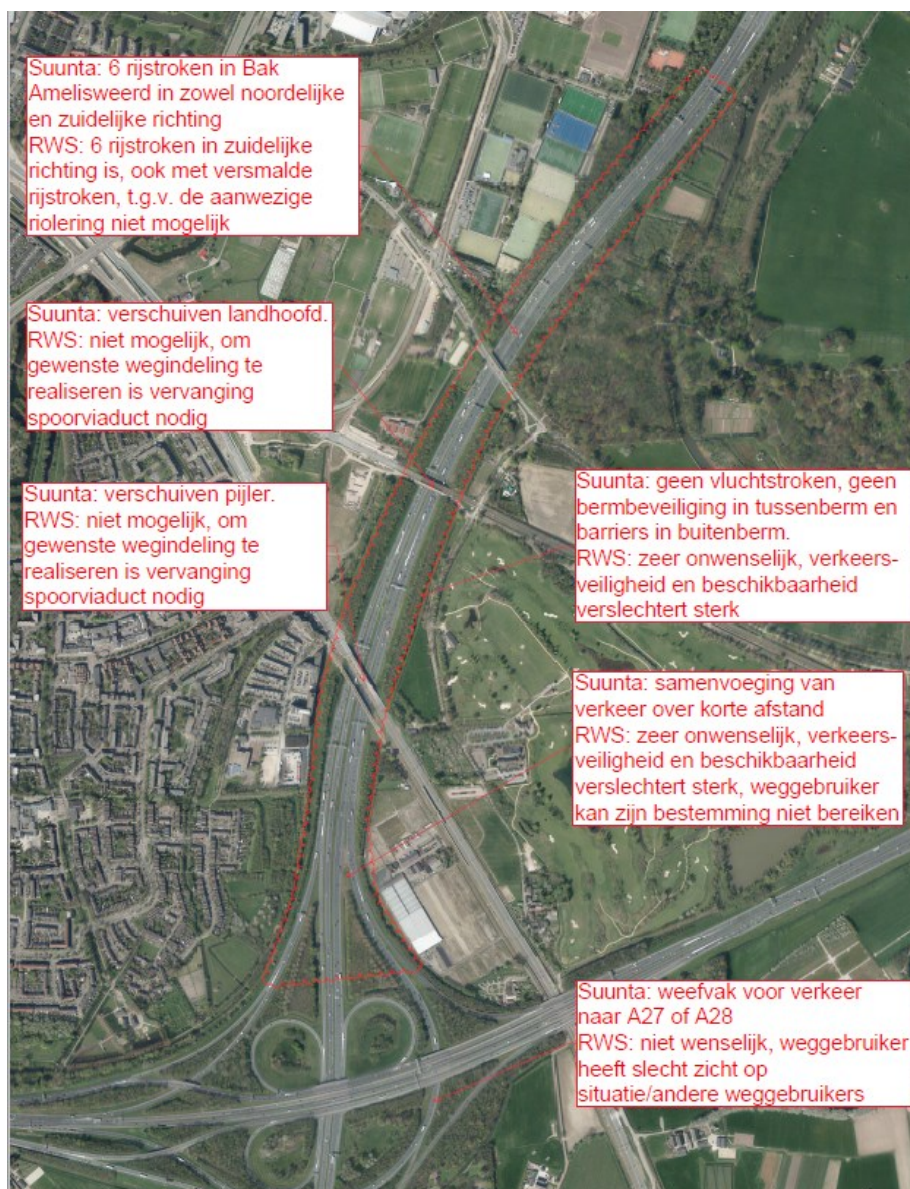 Suunta: 6 rijstroken in Bak
Amelisweerd in zowel noordelijke
en zuidelijke richting
RWS: 6 rijstroken in zuidelijke
richting is, ook met versmalde
rijstroken, t.g.v. de aanwezige
riolering niet mogelijk
Suunta: verschuiven landhoofd.
RWS: niet mogelijk, om
gewenste wegindeling te
realiseren is vervanging
spoorviaduct nodig
Suunta: verschuiven pijler.
RWS: niet mogelijk, om
gewenste wegindeling te
realiseren is vervanging
spoorviaduct nodig
Suunta: geen vluchtstroken, geen
bermbeveiliging in tussenberm en
barriers in buitenberm.
RWS: zeer onwenselijk, verkeers-
veiligheid en beschikbaarheid
verslechtert sterk
Suunta: samenvoeging van
verkeer over korte afstand
RWS: zeer onwenselijk, verkeers-
veiligheid en beschikbaarheid
verslechtert sterk, weggebruiker
kan zijn bestemming niet bereiken
Suunta: weefvak voor verkeer
naar A27 of A28
RWS: niet wenselijk, weggebruiker
heeft slecht zicht op
situatie/andere weggebruikers